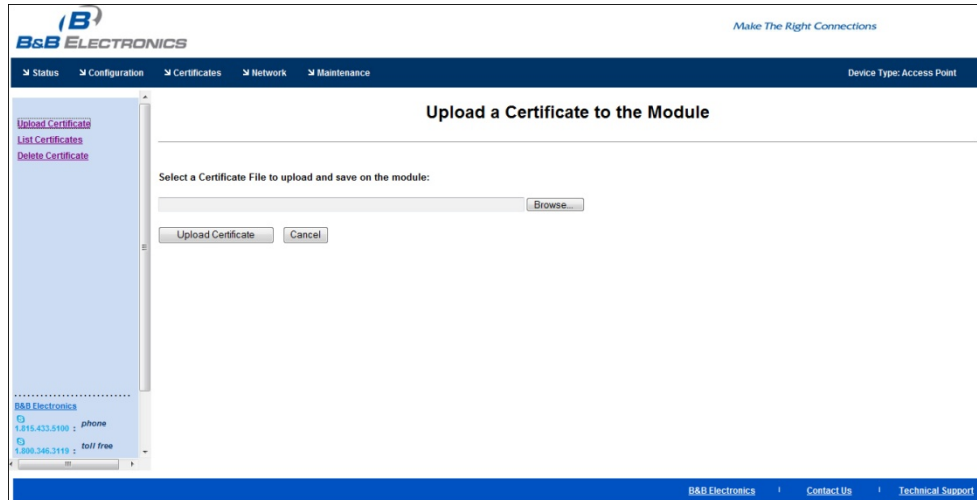 B&B ELECTRONICS
Make The Right Connections
Status Configuration Certificates Network Maintenance Device Type: Access Point
Upload Certificate
List Certificates
Delete Certificate
Upload a Certificate to the Module
Select a Certificate File to upload and save on the module:
Browse...
Upload Certificate Cancel
B&B Electronics
1.815.433.5100 : phone
1.800.346.3119 : toll free
B&B Electronics | Contact Us | Technical Support